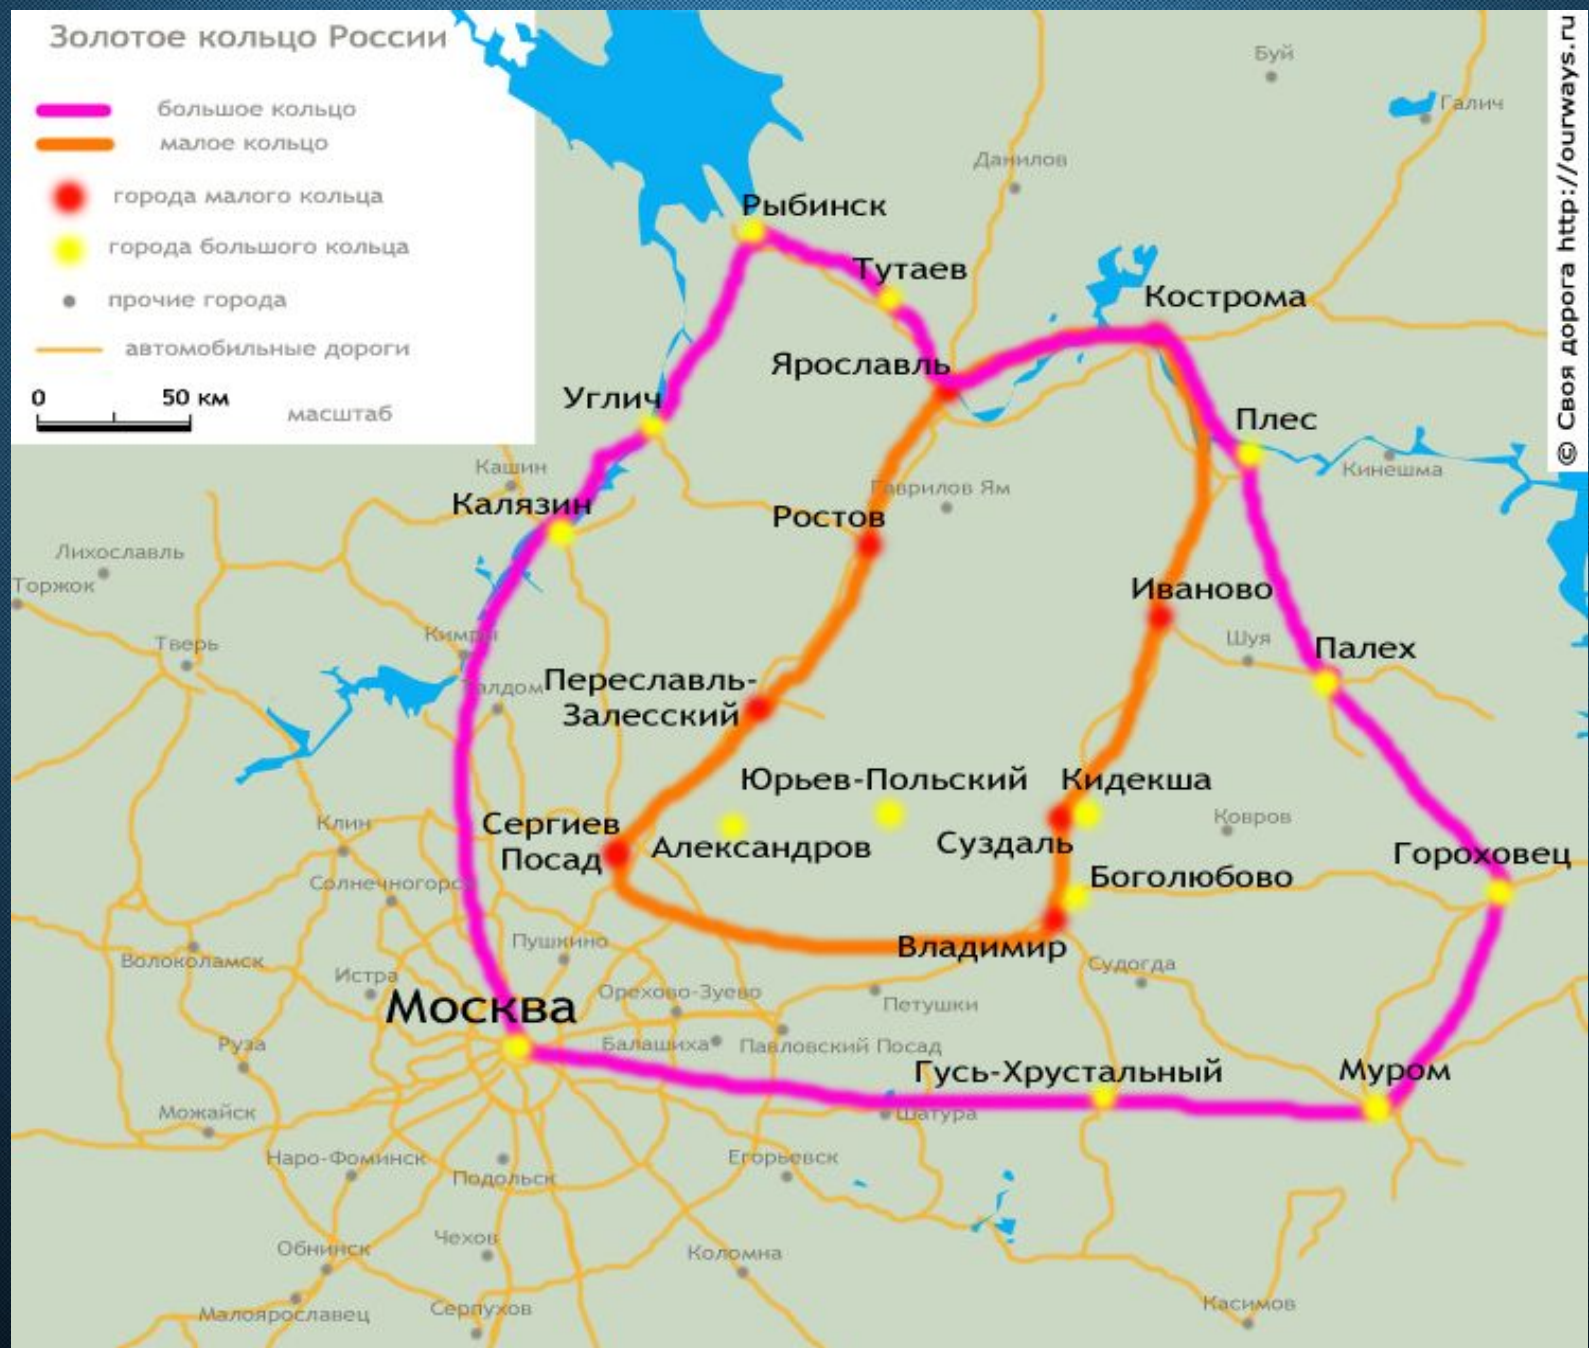 Золотое кольцо России
большое кольцо
малое кольцо
города малого кольца
города большого кольца
прочие города
автомобильные дороги
0 50 км
масштаб
© Своя дорога http://ourways.ru
Буй
Галич
Данилов
Рыбинск
Тутаев
Кострома
Ярославль
Углич
Плес
Кинешма
Кашин
Калязин
Гаврилов Ям
Ростов
Лихославль
Торжок
Иваново
Тверь
Кимры
Шуя
Палех
Талдом
Переславль-
Залесский
Юрьев-Польский
Кидекша
Клин
Сергиев
Посад
Александров
Суздаль
Ковров
Гороховец
Солнечногорск
Боголюбово
Пушкино
Владимир
Волоколамск
Истра
Судогда
Москва
Орехово-Зуево
Петушки
Руза
Балашиха
Павловский Посад
Гусь-Хрустальный
Муром
Можайск
Шатура
Наро-Фоминск
Подольск
Егорьевск
Чехов
Обнинск
Коломна
Малоярославец
Серпухов
Касимов